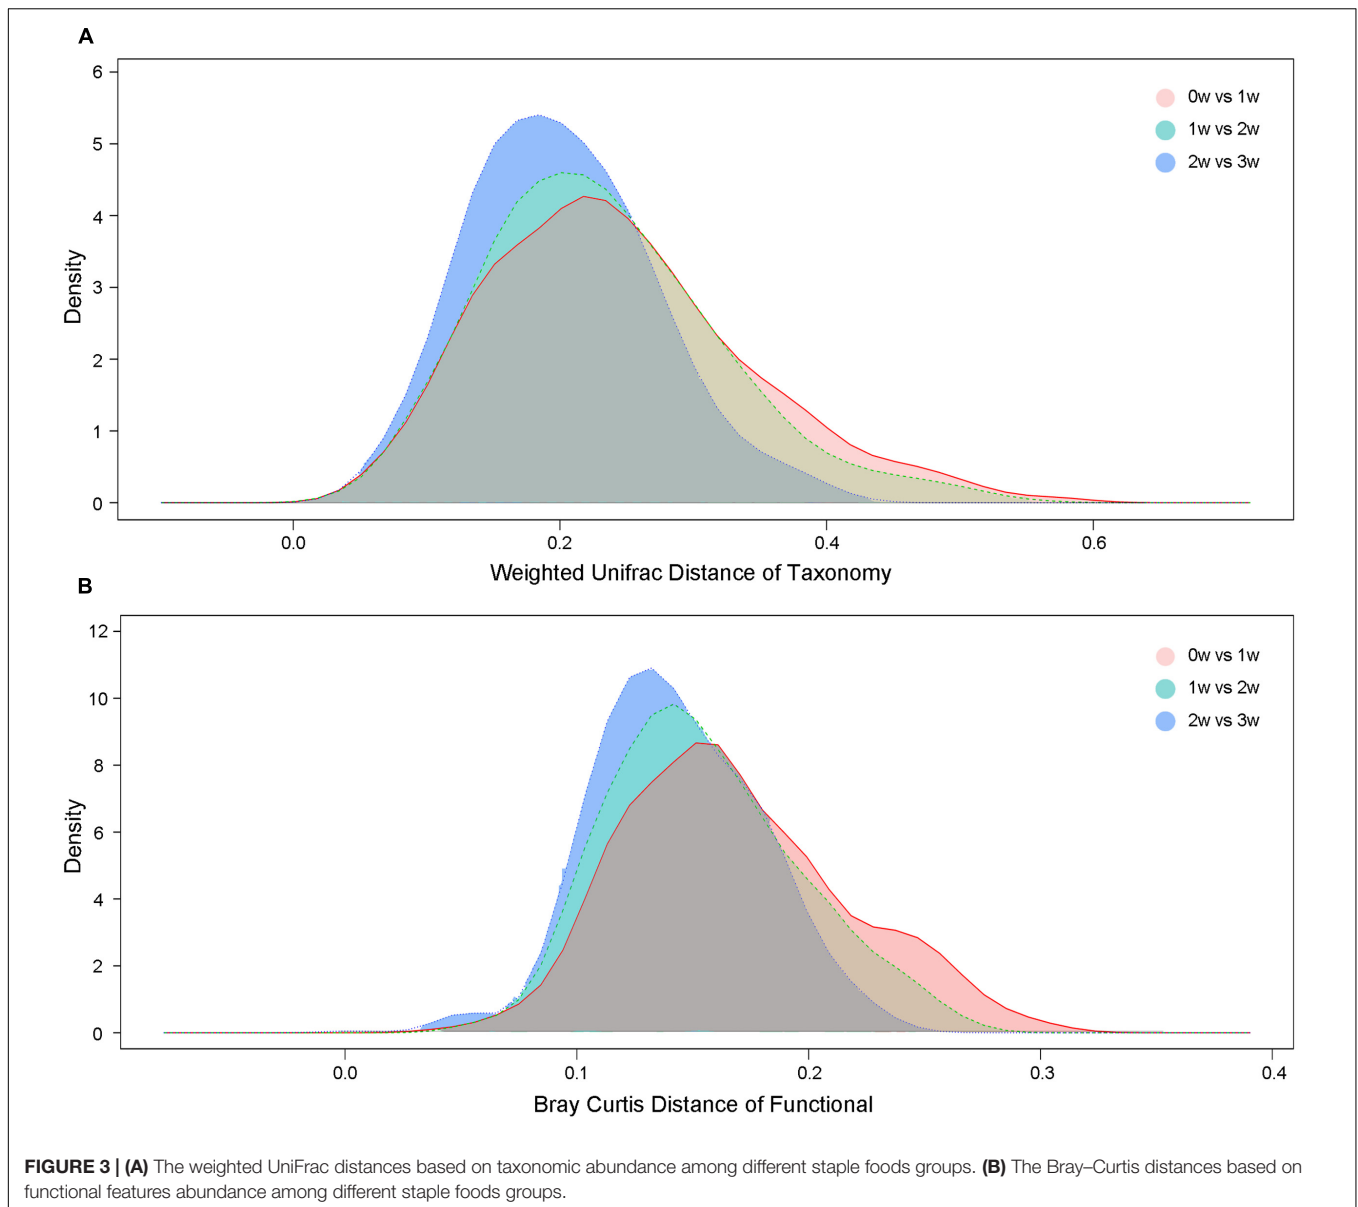 A
6
5
4
3
2
1
0
Density
0w vs 1w
1w vs 2w
2w vs 3w
0.0 0.2 0.4 0.6
Weighted Unifrac Distance of Taxonomy
B
12
10
8
6
4
2
0
Density
0w vs 1w
1w vs 2w
2w vs 3w
0.0 0.1 0.2 0.3 0.4
Bray Curtis Distance of Functional
FIGURE 3 | (A) The weighted UniFrac distances based on taxonomic abundance among different staple foods groups. (B) The Bray–Curtis distances based on
functional features abundance among different staple foods groups.